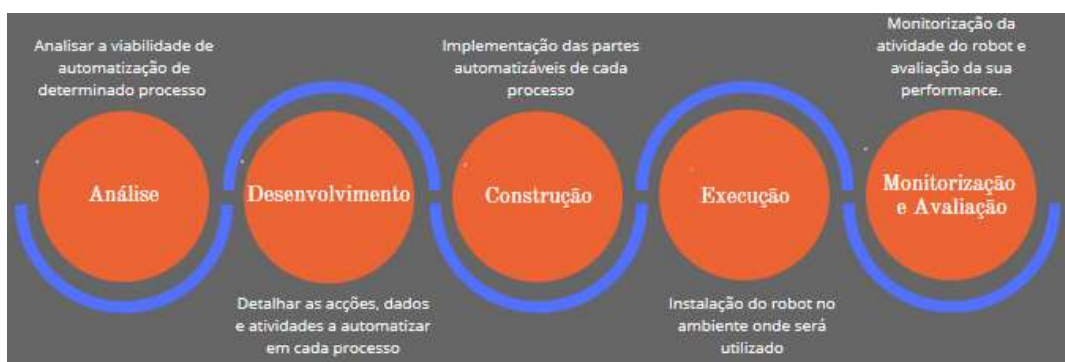 Analisar a viabilidade de
automatização de
determinado processo
Análise
Desenvolvimento
Detalhar as acções, dados
e atividades a automatizar
em cada processo
Implementação das partes
automatizáveis de cada
processo
Construção
Execução
Instalação do robot no
ambiente onde será
utilizado
Monitorização da
atividade do robot e
avaliação da sua
performance.
Monitorização
e Avaliação